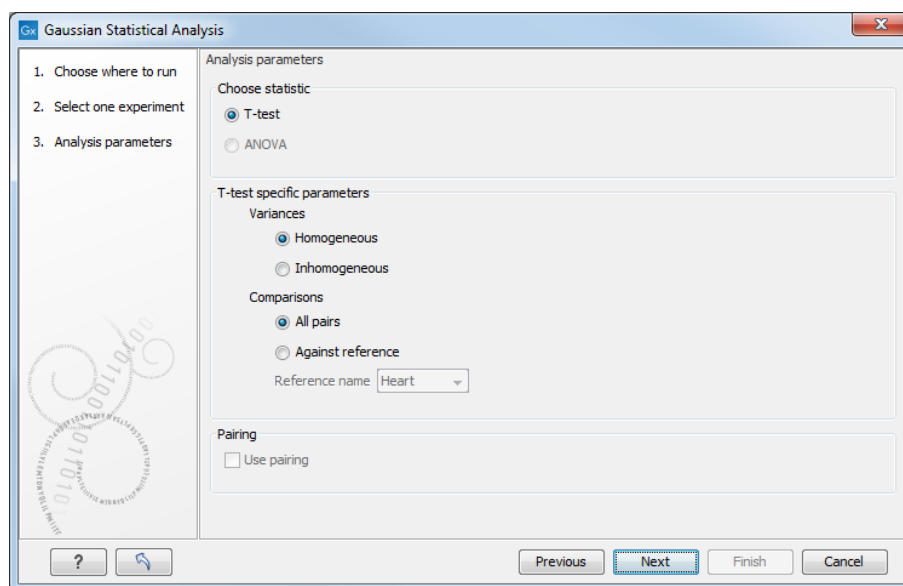 Gx Gaussian Statistical Analysis
1. Choose where to run
2. Select one experiment
3. Analysis parameters
Analysis parameters
Choose statistic
T-test
ANOVA
T-test specific parameters
Variances
Homogeneous
Inhomogeneous
Comparisons
All pairs
Against reference
Reference name Heart
Pairing
Use pairing
? Previous Next Finish Cancel